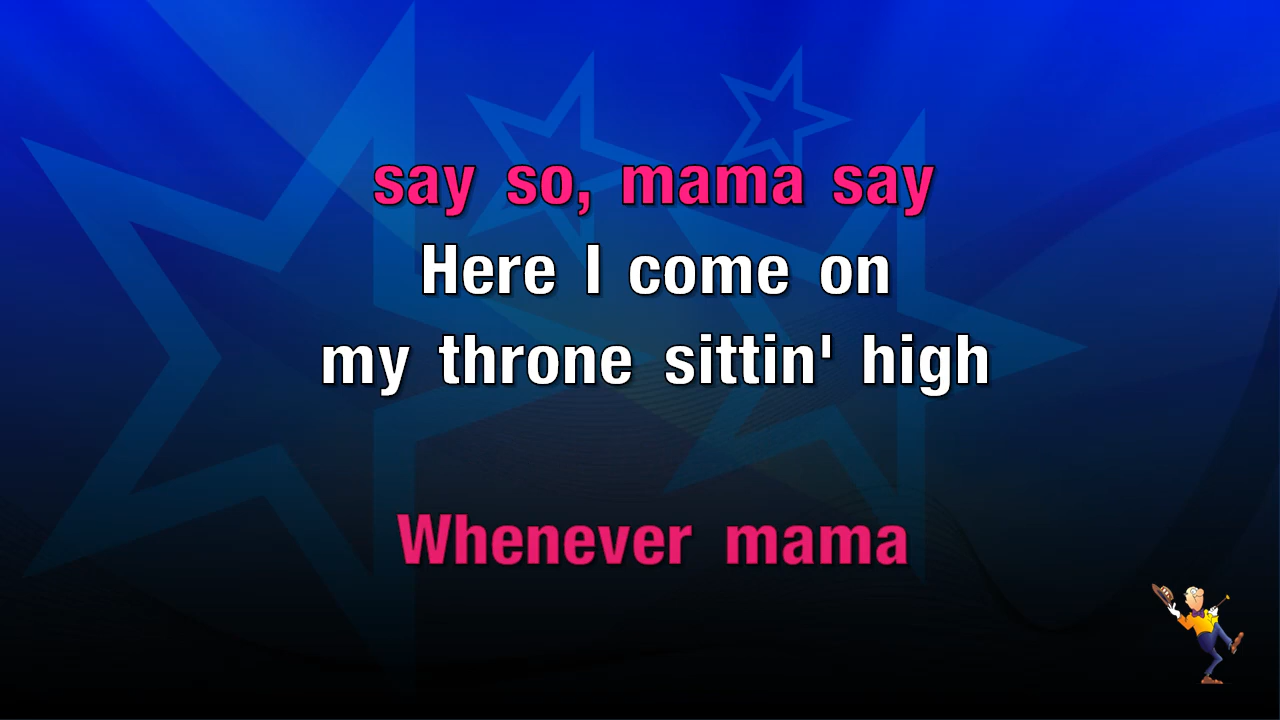 say so, mama say
Here I come on
my throne sittin' high
Whenever mama